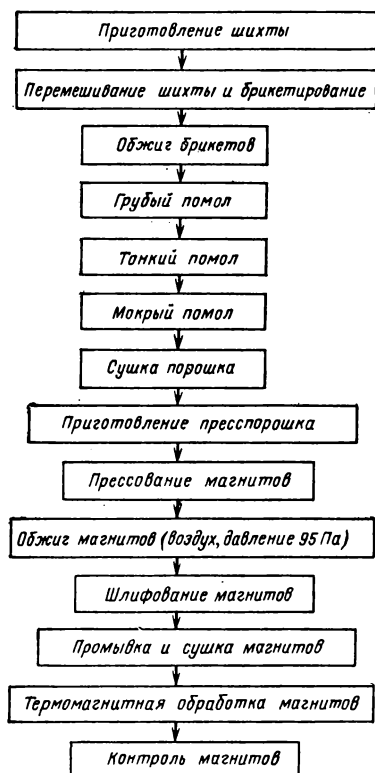 Приготовление шихты
Перемешивание шихты и брикетирование
Обжиг брикетов
Грубый помол
Тонкий помол
Мокрый помол
Сушка порошка
Приготовление пресспорошка
Прессование магнитов
Обжиг магнитов (воздух, давление 95 Па)
Шлифование магнитов
Промывка и сушка магнитов
Термомагнитная обработка магнитов
Контроль магнитов